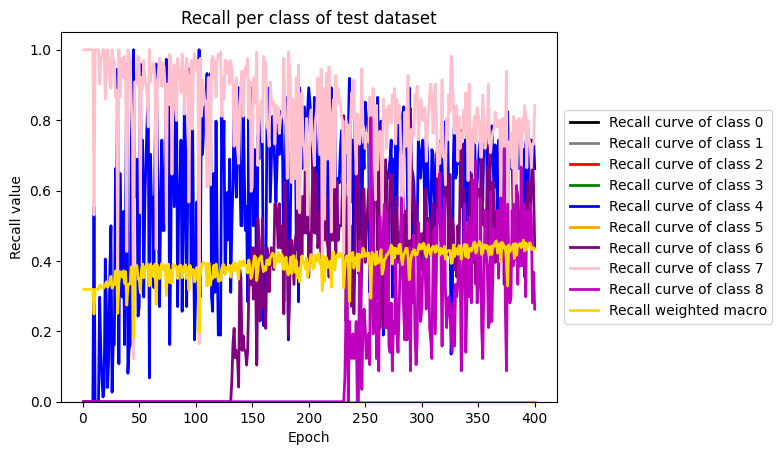 Recall per class of test dataset
1.0
0.8
0.6
0.4
0.2
0.0
Recall value
0
50
100
150
200
250
300
350
400
Epoch
Recall curve of class 0
Recall curve of class 1
Recall curve of class 2
Recall curve of class 3
Recall curve of class 4
Recall curve of class 5
Recall curve of class 6
Recall curve of class 7
Recall curve of class 8
Recall weighted macro